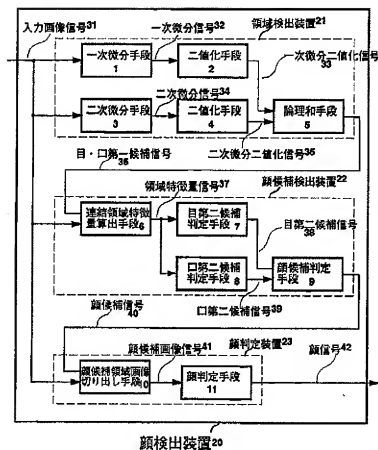 入力画像信号31
一次微分信号32
領域検出装置21
一次微分手段
1
二値化手段
2
一次微分二値化信号
33
二次微分信号34
二次微分手段
3
二値化手段
4
論理和手段
5
目・口第一候補信号
36
二次微分二値化信号35
領域特徴量信号37
顔候補検出装置22
連結領域特徴
量算出手段6
目第二候補
判定手段7
目第二候補信号
38
口第二候補
判定手段8
顔候補判定
手段9
口第二候補信号39
顔候補信号
40
顔候補画像信号41
顔判定装置23
顔信号42
顔候補領域画像
切り出し手段10
顔判定手段
11
顔検出装置20